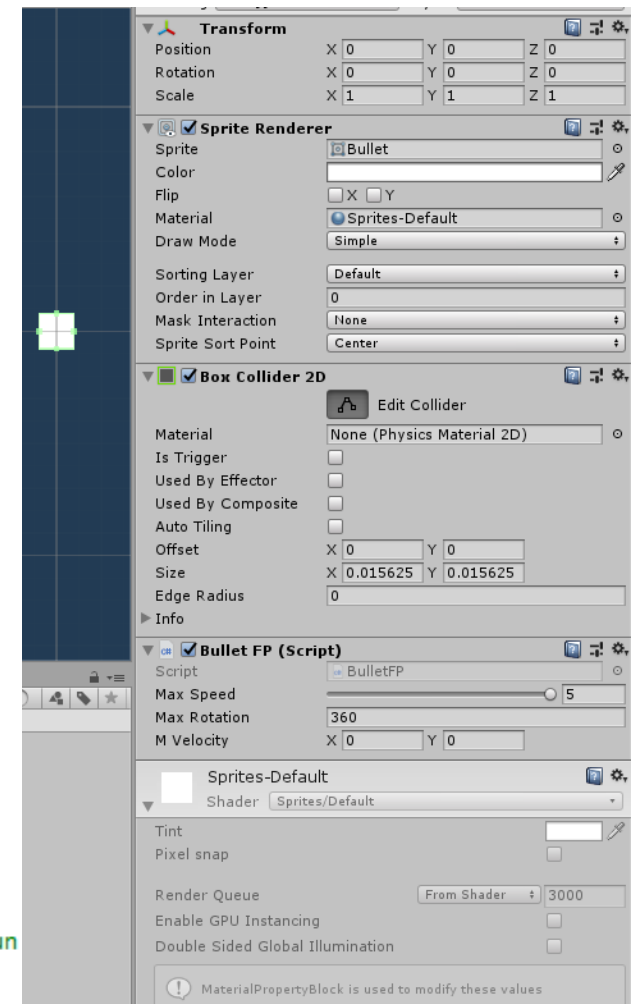 Transform
Position X 0 Y 0 Z 0
Rotation X 0 Y 0 Z 0
Scale X 1 Y 1 Z 1
Sprite Renderer
Sprite Bullet
Color
Flip X Y
Material Sprites-Default
Draw Mode Simple
Sorting Layer Default
Order in Layer 0
Mask Interaction None
Sprite Sort Point Center
Box Collider 2D
Edit Collider
Material None (Physics Material 2D)
Is Trigger
Used By Effector
Used By Composite
Auto Tiling
Offset X 0 Y 0
Size X 0.015625 Y 0.015625
Edge Radius 0
Info
c# Bullet FP (Script)
Script BulletFP
Max Speed 5
Max Rotation 360
M Velocity X 0 Y 0
Sprites-Default
Shader Sprites/Default
Tint
Pixel snap
Render Queue From Shader 3000
Enable GPU Instancing
un
Double Sided Global Illumination
MaterialPropertyBlock is used to modify these values